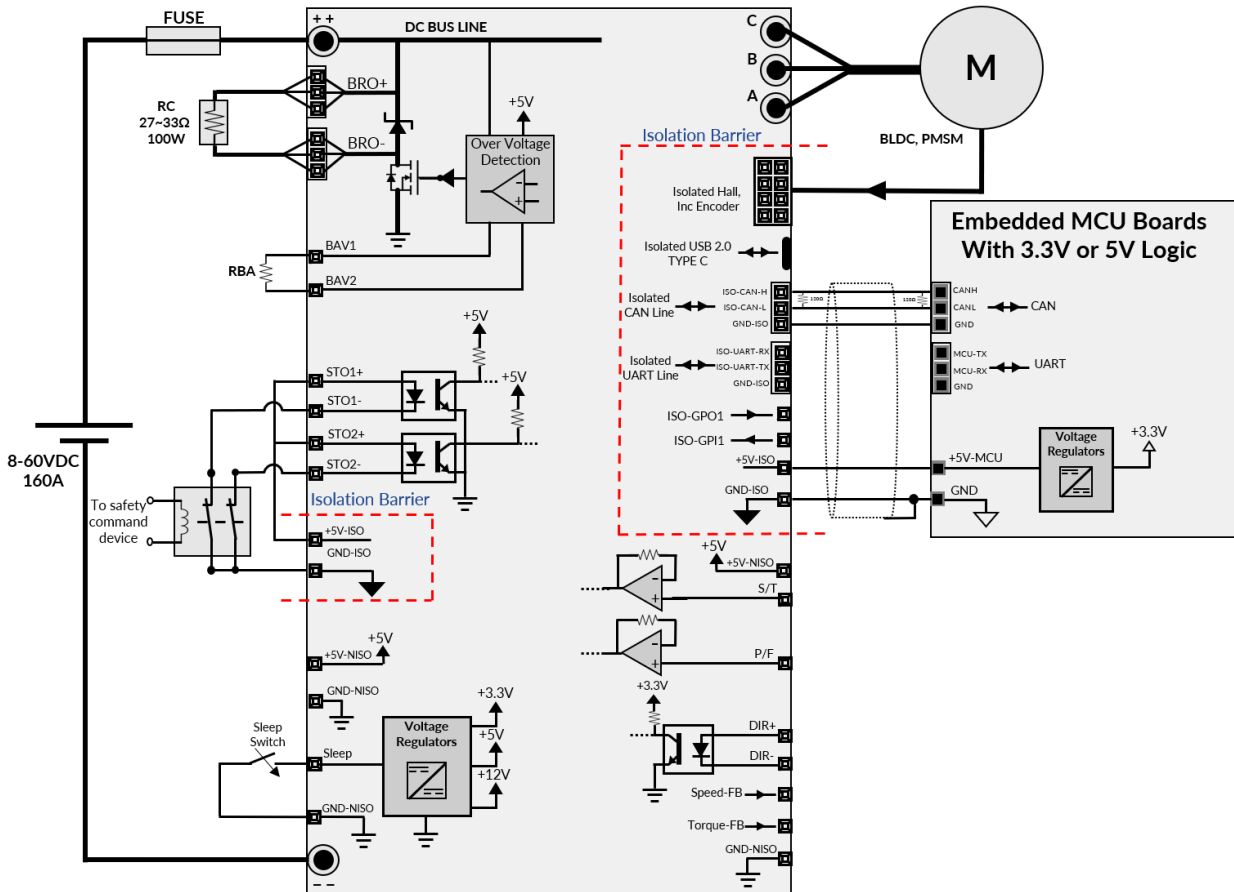 FUSE
++
DC BUS LINE
C
B
A
M
BLDC, PMSM
BRO+
RC
27~33Ω
100W
BRO-
+5V
Over Voltage
Detection
-
+
BAV1
RBA
BAV2
Isolation Barrier
Isolated Hall,
Inc Encoder
Isolated USB 2.0
TYPE C
Isolated
CAN Line
ISO-CAN-H
ISO-CAN-L
GND-ISO
120Ω
120Ω
Isolated
UART Line
ISO-UART-RX
ISO-UART-TX
GND-ISO
ISO-GPO1
ISO-GPI1
+5V-ISO
GND-ISO
Embedded MCU Boards
With 3.3V or 5V Logic
CANH
CANL
GND
CAN
MCU-TX
MCU-RX
GND
UART
+5V-MCU
GND
Voltage
Regulators
+3.3V
+5V
+5V
STO1+
STO1-
STO2+
STO2-
8-60VDC
160A
To safety
command
device
Isolation Barrier
+5V-ISO
GND-ISO
+5V
+5V-NISO
-
+
S/T
-
+
P/F
+5V-NISO
+5V
GND-NISO
Sleep
Switch
Sleep
GND-NISO
Voltage
Regulators
+3.3V
+5V
+12V
+3.3V
DIR+
DIR-
Speed-FB
Torque-FB
GND-NISO
--